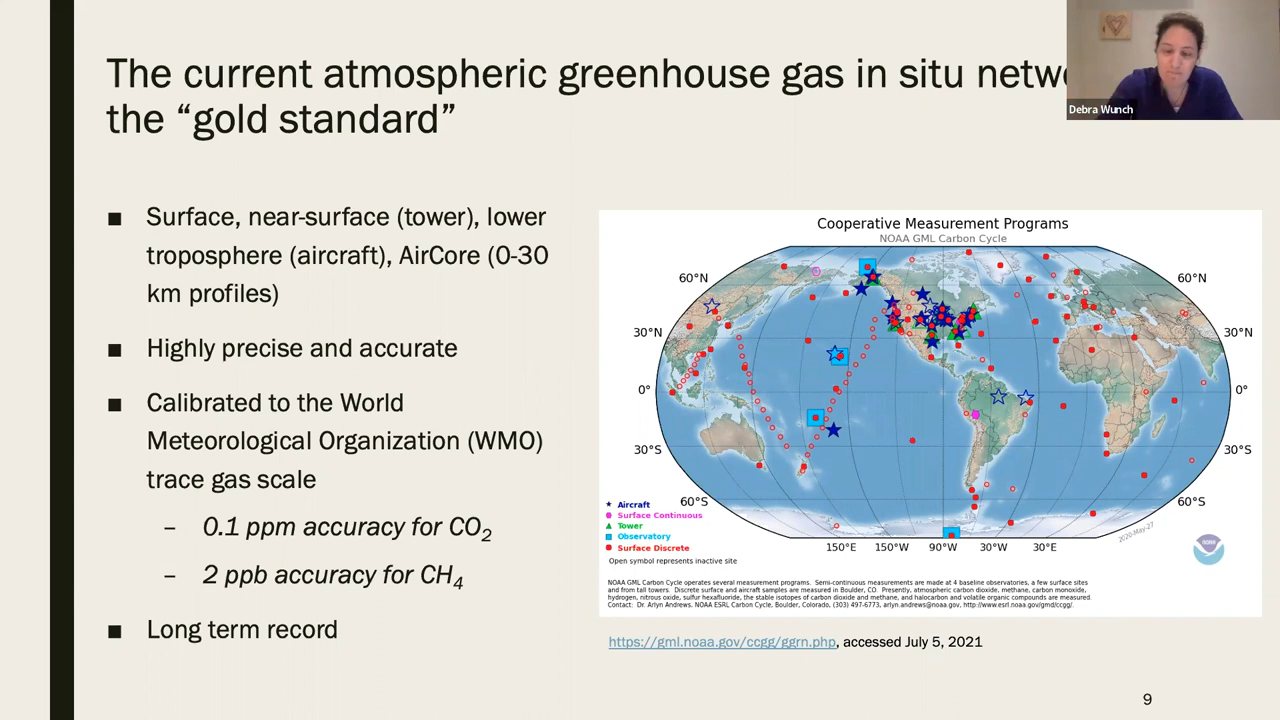 The current atmospheric greenhouse gas in situ netwo
the “gold standard”
Debra Wunch
■ Surface, near-surface (tower), lower
troposphere (aircraft), AirCore (0-30
km profiles)
■ Highly precise and accurate
■ Calibrated to the World
Meteorological Organization (WMO)
trace gas scale
– 0.1 ppm accuracy for CO2
– 2 ppb accuracy for CH4
■ Long term record
Cooperative Measurement Programs
NOAA GML Carbon Cycle
60°N 60°N
30°N 30°N
0° 0°
30°S 30°S
60°S 60°S
150°E 150°W 90°W 30°W 30°E
Aircraft
Surface Continuous
Tower
Observatory
Surface Discrete
Open symbol represents inactive site
2020-May-27
NOAA
NOAA GML Carbon Cycle operates several measurement programs. Semi-continuous measurements are made at 4 baseline observatories, a few surface sites
and from tall towers. Discrete surface and aircraft samples are measured in Boulder, CO. Presently, atmospheric carbon dioxide, methane, carbon monoxide,
hydrogen, nitrous oxide, sulfur hexafluoride, the stable isotopes of carbon dioxide and methane, and halocarbon and volatile organic compounds are measured.
Contact: Dr. Arlyn Andrews, NOAA ESRL Carbon Cycle, Boulder, Colorado, (303) 497-6773, arlyn.andrews@noaa.gov, http://www.esrl.noaa.gov/gmd/ccgg/.
https://gml.noaa.gov/ccgg/ggrn.php, accessed July 5, 2021
9